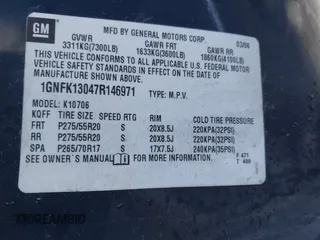 GM
MFD BY GENERAL MOTORS CORP. 03/06
GVWR GAWR FRT GAWR RR
3311KG(7300LB) 1633KG(3600LB) 1860KG(4100LB)
THIS VEHICLE CONFORMS TO ALL APPLICABLE U.S. FEDERAL MOTOR
VEHICLE SAFETY STANDARDS IN EFFECT ON THE DATE OF
MANUFACTURE SHOWN ABOVE.
1GNFK13047R146971 TYPE: M.P.V.
MODEL: K10706
KQFF TIRE SIZE SPEED RTG RIM COLD TIRE PRESSURE
FRT P275/55R20 S 20X8.5J 220KPA(32PSI)
RR P275/55R20 S 20X8.5J 220KPA(32PSI)
SPA P265/70R17 S 17X7.5J 240KPA(35PSI)
SEE OWNER'S MANUAL FOR ADDITIONAL INFORMATION.